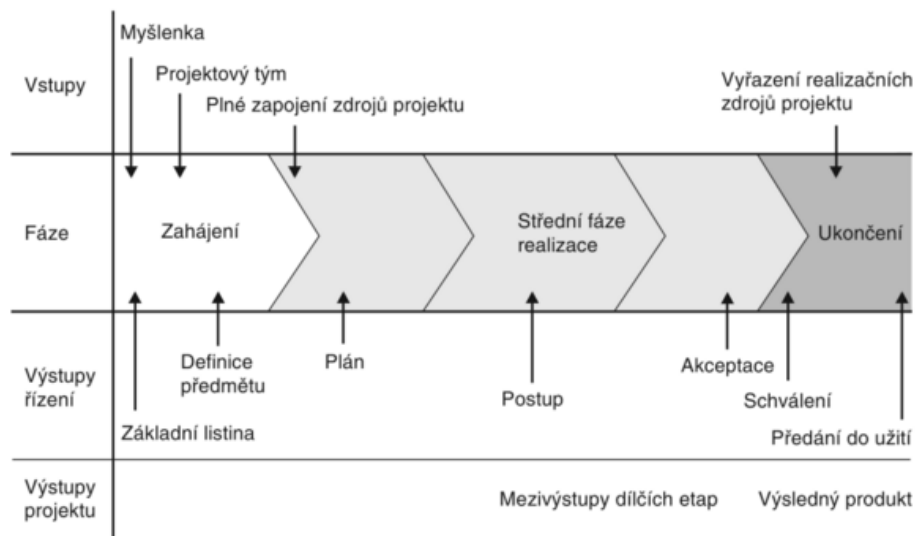 Myšlenka
Vstupy
Projektový tým
Plné zapojení zdrojů projektu
Vyřazení realizačních
zdrojů projektu
Fáze
Zahájení
Střední fáze
realizace
Ukončení
Výstupy
řízení
Základní listina
Definice
předmětu
Plán
Postup
Akceptace
Schválení
Předání do užití
Výstupy
projektu
Mezivýstupy dílčích etap
Výsledný produkt